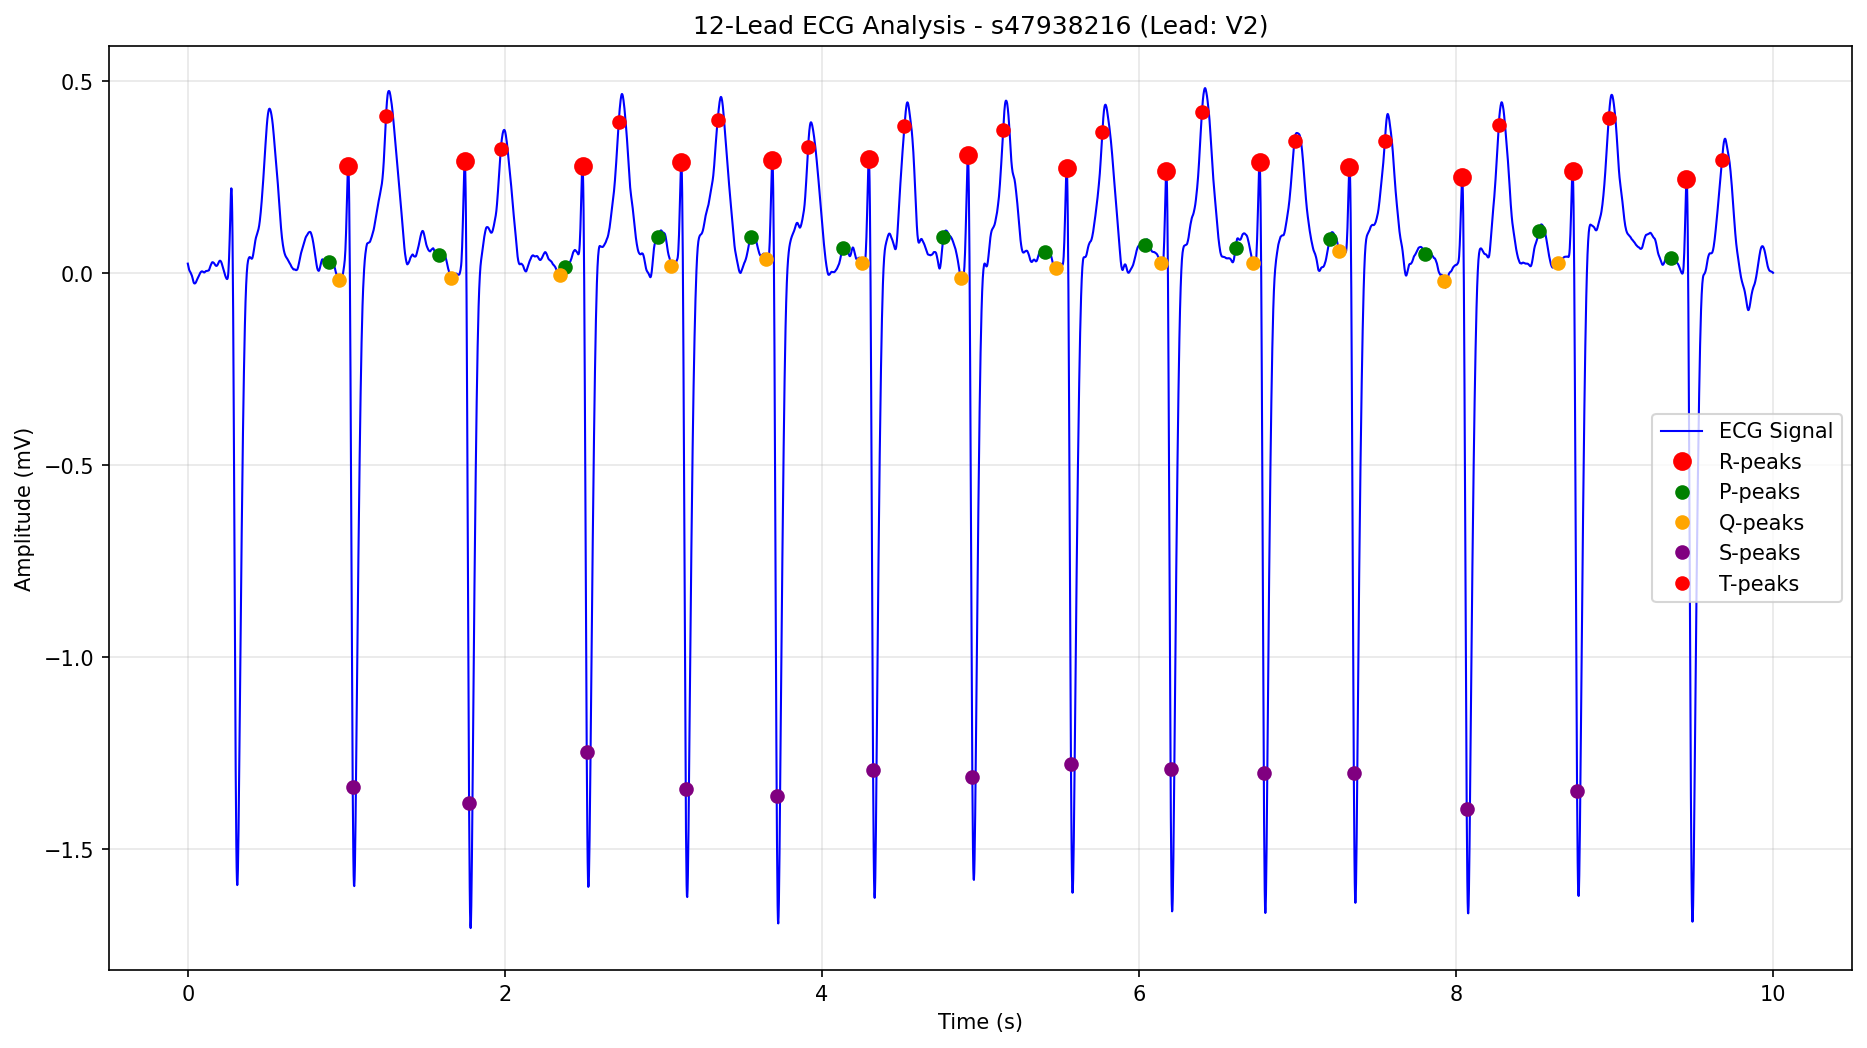 12-Lead ECG Analysis - s47938216 (Lead: V2)
0.5
0.0
−0.5
−1.0
−1.5
Amplitude (mV)
ECG Signal
R-peaks
P-peaks
Q-peaks
S-peaks
T-peaks
0 2 4 6 8 10
Time (s)